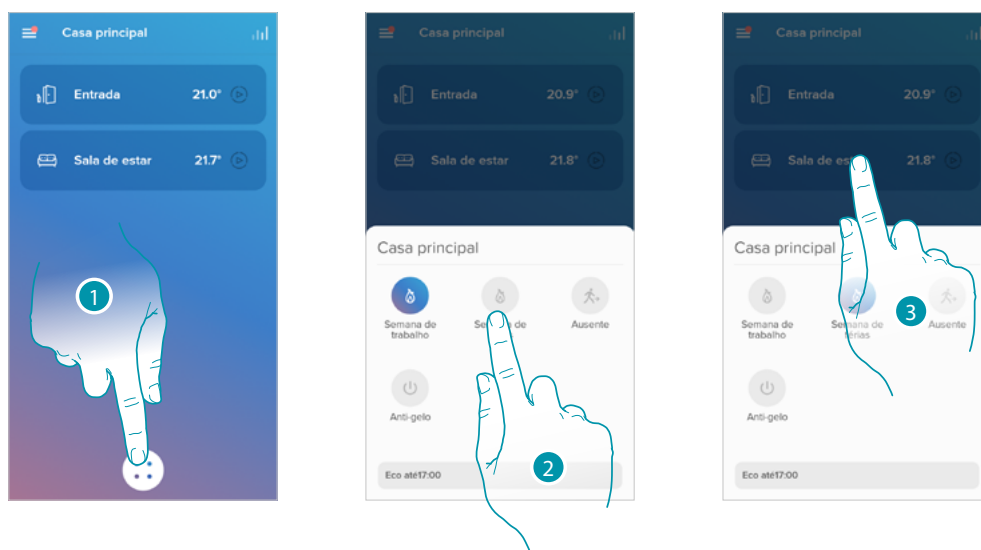 Casa principal
Entrada 21.0°
Sala de estar 21.7°
1
Casa principal
Entrada 20.9°
Sala de estar 21.8°
Casa principal
Semana de
trabalho
de
Ausente
Anti-gelo
Eco até17:00
2
Casa principal
Entrada 20.9°
Sala de 21.8°
Casa principal
Semana de
trabalho
Semana de
férias
Ausente
Anti-gelo
Eco até17:00
3